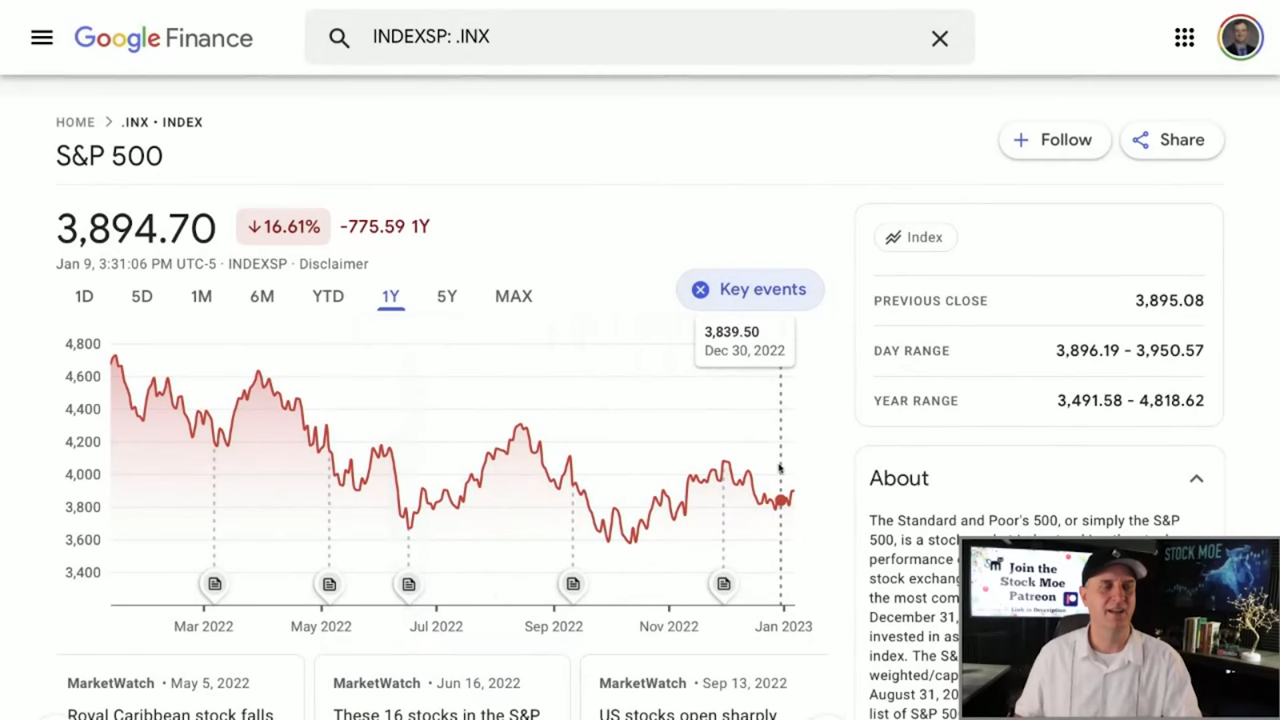 Google Finance
INDEXSP: .INX
HOME > .INX • INDEX
S&P 500
+ Follow
Share
3,894.70
↓16.61%
-775.59 1Y
Jan 9, 3:31:06 PM UTC-5 · INDEXSP · Disclaimer
1D 5D 1M 6M YTD 1Y 5Y MAX
Key events
3,839.50
Dec 30, 2022
4,800
4,600
4,400
4,200
4,000
3,800
3,600
3,400
Mar 2022 May 2022 Jul 2022 Sep 2022 Nov 2022 Jan 2023
MarketWatch • May 5, 2022
Royal Caribbean stock falls
MarketWatch • Jun 16, 2022
These 16 stocks in the S&P
MarketWatch • Sep 13, 2022
US stocks open sharply
Index
PREVIOUS CLOSE 3,895.08
DAY RANGE 3,896.19 - 3,950.57
YEAR RANGE 3,491.58 - 4,818.62
About
The Standard and Poor's 500, or simply the S&P
500, is a stoc
performance
stock exchang
the most com
December 31,
invested in as
index. The S&
weighted/cap
August 31, 20
list of S&P 50
Join the
Stock Moe
Patreon
Link in Description
STOCK MOE